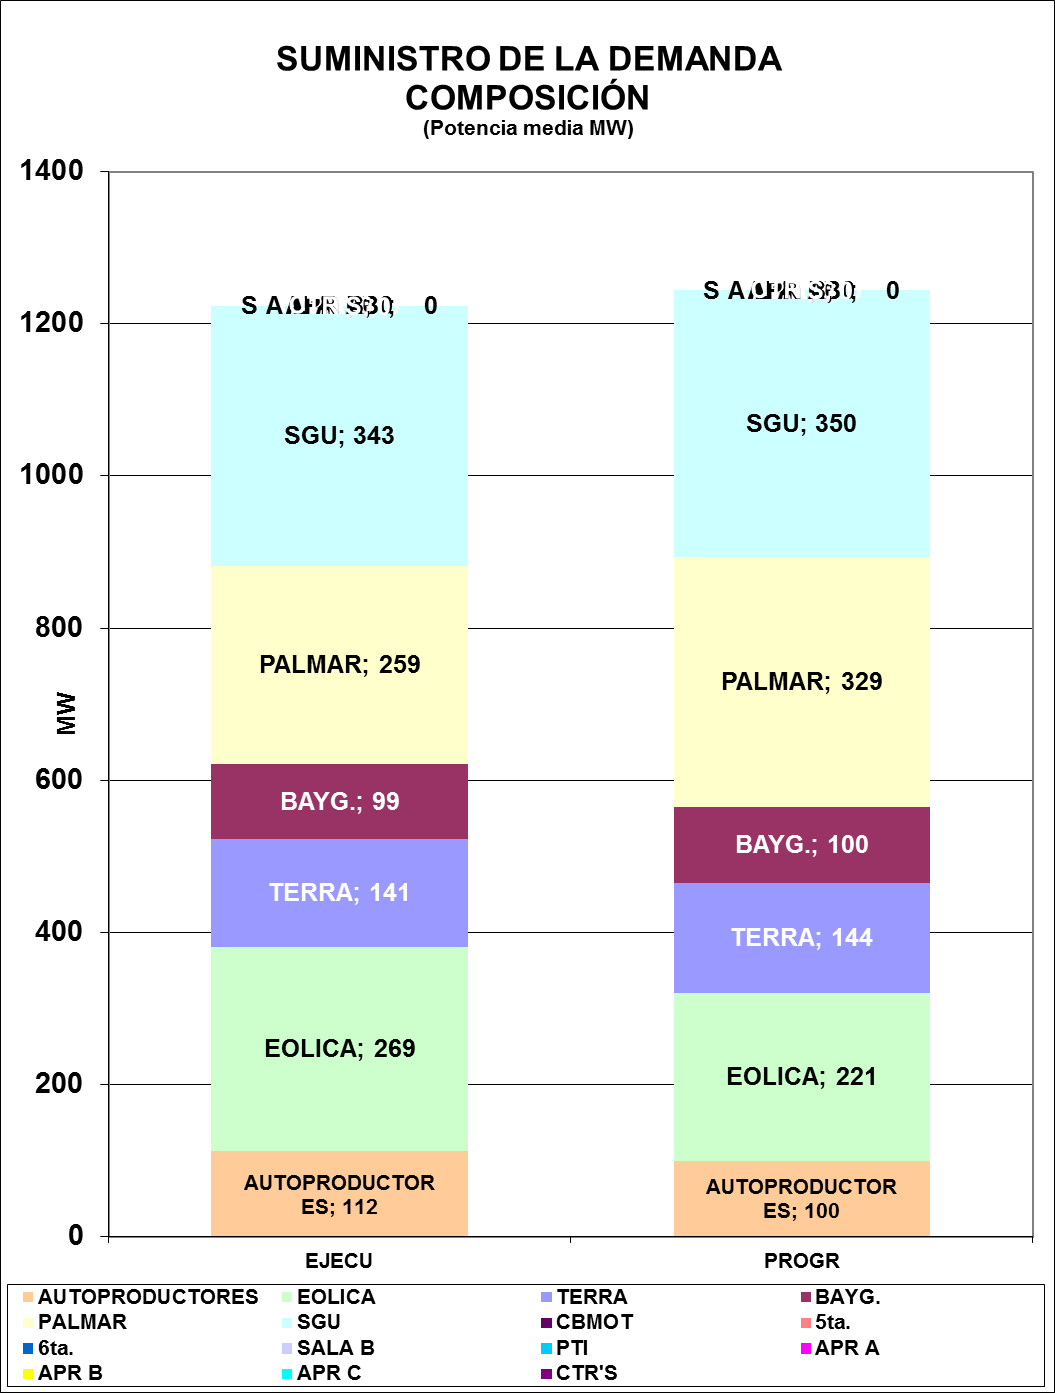 SUMINISTRO DE LA DEMANDA
COMPOSICIÓN
(Potencia media MW)
1400
1200
1000
800
600
400
200
0
MW
0
SGU; 343
PALMAR; 259
BAYG.; 99
TERRA; 141
EOLICA; 269
AUTOPRODUCTOR
ES; 112
0
SGU; 350
PALMAR; 329
BAYG.; 100
TERRA; 144
EOLICA; 221
AUTOPRODUCTOR
ES; 100
EJECU PROGR
AUTOPRODUCTORES EOLICA TERRA BAYG.
PALMAR SGU CBMOT 5ta.
6ta. SALA B PTI APR A
APR B APR C CTR'S